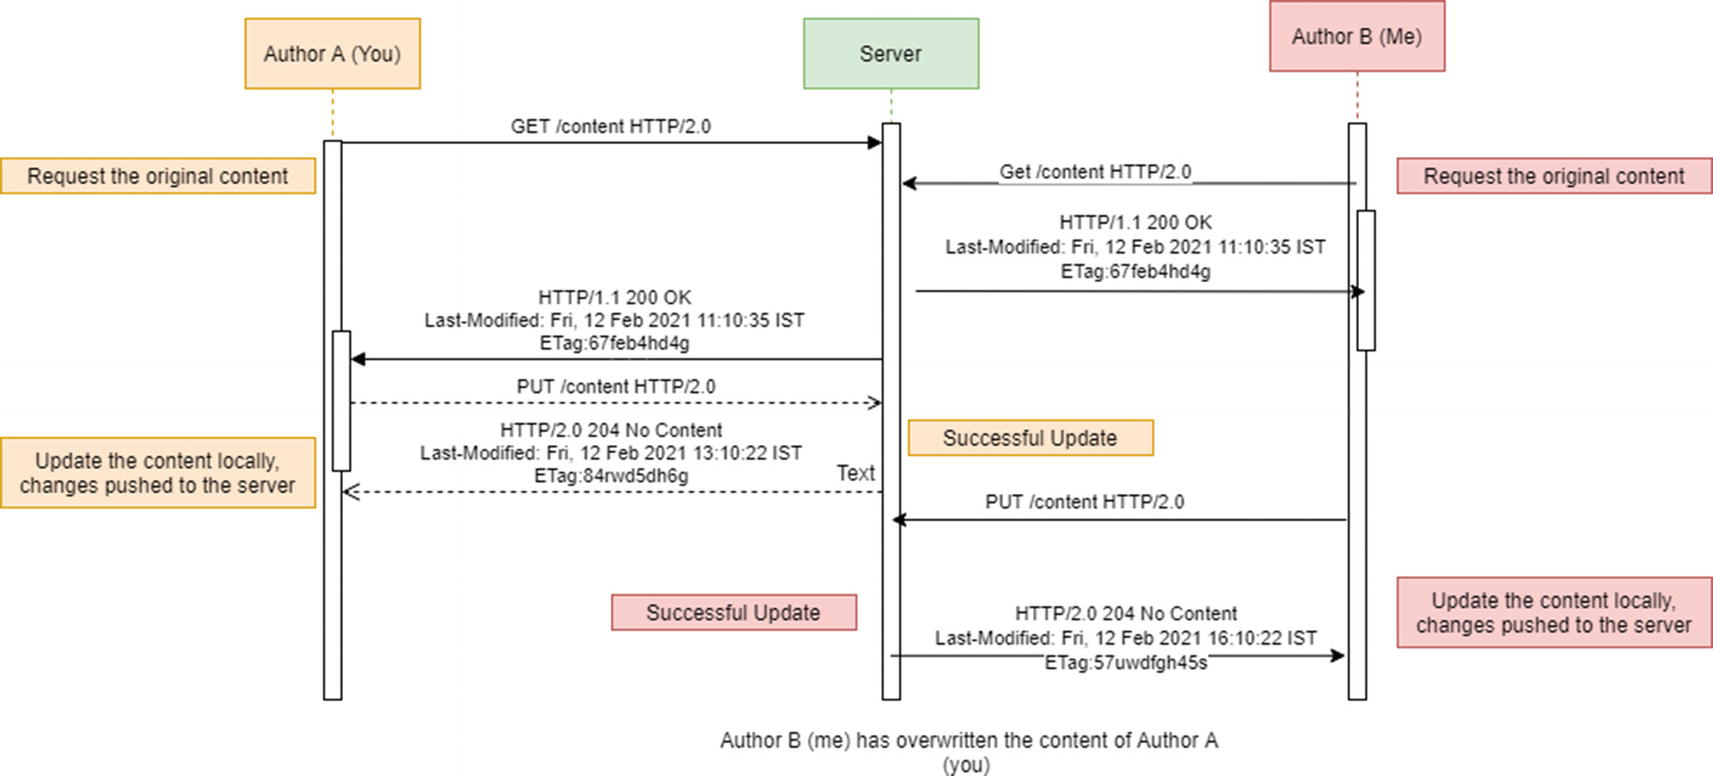 Author A (You)
Server
Author B (Me)
GET /content HTTP/2.0
Request the original content
Get /content HTTP/2.0
Request the original content
HTTP/1.1 200 OK
Last-Modified: Fri, 12 Feb 2021 11:10:35 IST
ETag:67feb4hd4g
HTTP/1.1 200 OK
Last-Modified: Fri, 12 Feb 2021 11:10:35 IST
ETag:67feb4hd4g
PUT /content HTTP/2.0
HTTP/2.0 204 No Content
Last-Modified: Fri, 12 Feb 2021 13:10:22 IST
ETag:84rwd5dh6g
Text
Successful Update
Update the content locally,
changes pushed to the server
PUT /content HTTP/2.0
Successful Update
HTTP/2.0 204 No Content
Last-Modified: Fri, 12 Feb 2021 16:10:22 IST
ETag:57uwdfgh45s
Update the content locally,
changes pushed to the server
Author B (me) has overwritten the content of Author A
(you)